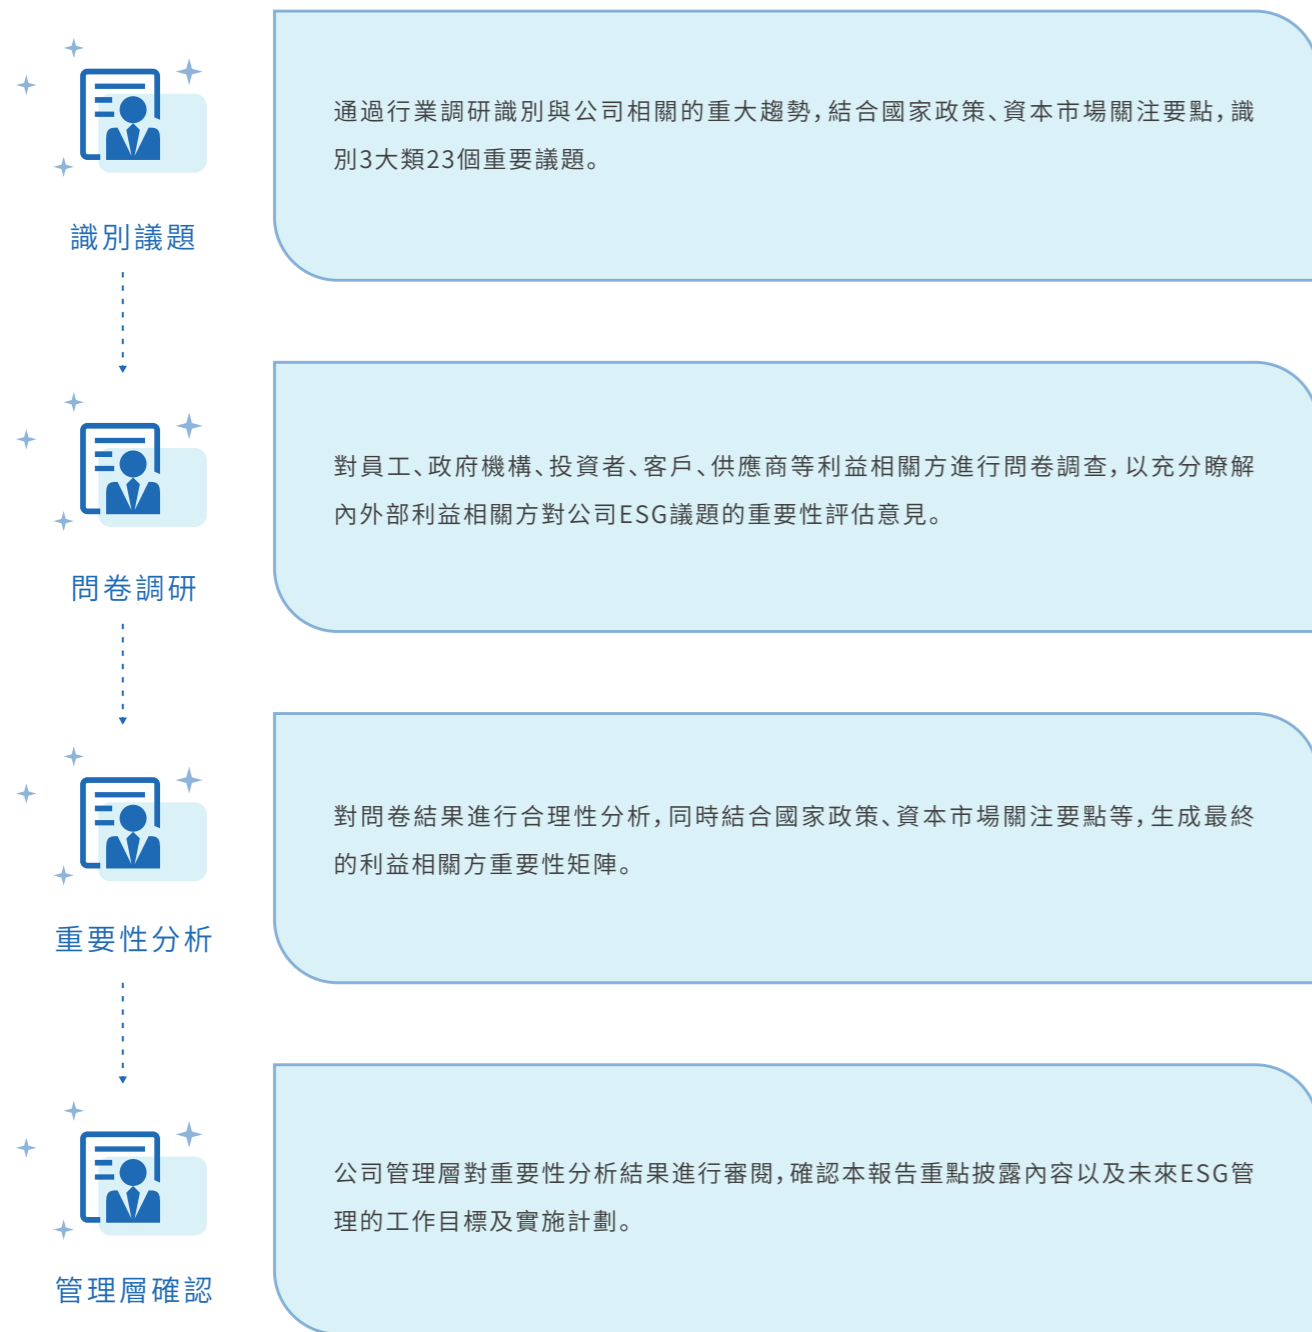 通過行業調研識別與公司相關的重大趨勢，結合國家政策、資本市場關注要點，識
別3大類23個重要議題。
識別議題
對員工、政府機構、投資者、客戶、供應商等利益相關方進行問卷調查，以充分瞭解
內外部利益相關方對公司ESG議題的重要性評估意見。
問卷調研
對問卷結果進行合理性分析，同時結合國家政策、資本市場關注要點等，生成最終
的利益相關方重要性矩陣。
重要性分析
公司管理層對重要性分析結果進行審閱，確認本報告重點披露內容以及未來ESG管
理的工作目標及實施計劃。
管理層確認